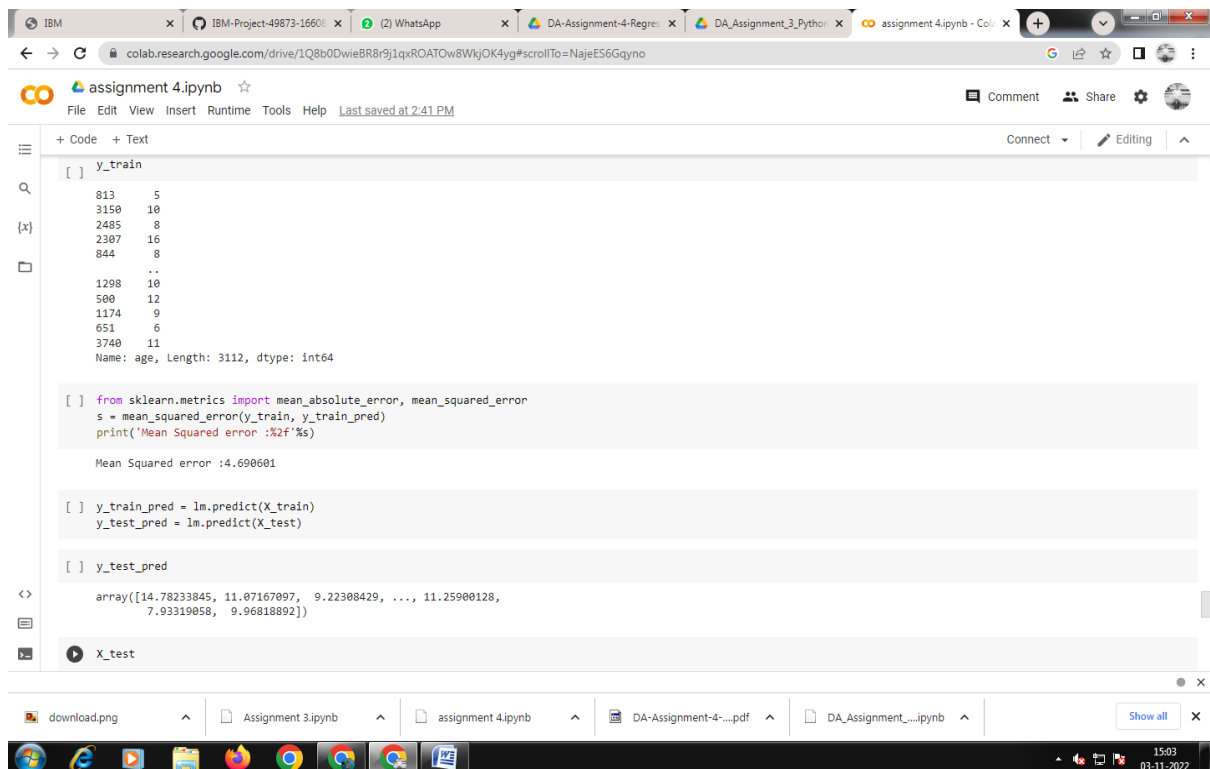 IBM
IBM-Project-49873-16608
(2) WhatsApp
DA-Assignment-4-Regres
DA_Assignment_3_Python
assignment 4.ipynb - Cola
colab.research.google.com/drive/1Q8b0DwieBR8r9j1qxROATOw8WkjOK4yg#scrollTo=NajeES6Gqyno
assignment 4.ipynb
Comment Share
File Edit View Insert Runtime Tools Help Last saved at 2:41 PM
+ Code + Text Connect Editing
[ ] y_train
813 5
3150 10
2485 8
2307 16
844 8
..
1298 10
500 12
1174 9
651 6
3740 11
Name: age, Length: 3112, dtype: int64
[ ] from sklearn.metrics import mean_absolute_error, mean_squared_error
s = mean_squared_error(y_train, y_train_pred)
print('Mean Squared error :%2f'%s)
Mean Squared error :4.690601
[ ] y_train_pred = lm.predict(X_train)
y_test_pred = lm.predict(X_test)
[ ] y_test_pred
array([14.78233845, 11.07167097, 9.22308429, ..., 11.25900128,
7.93319058, 9.96818892])
X_test
download.png
Assignment 3.ipynb
assignment 4.ipynb
DA-Assignment-4-....pdf
DA_Assignment_....ipynb
Show all
15:03
03-11-2022